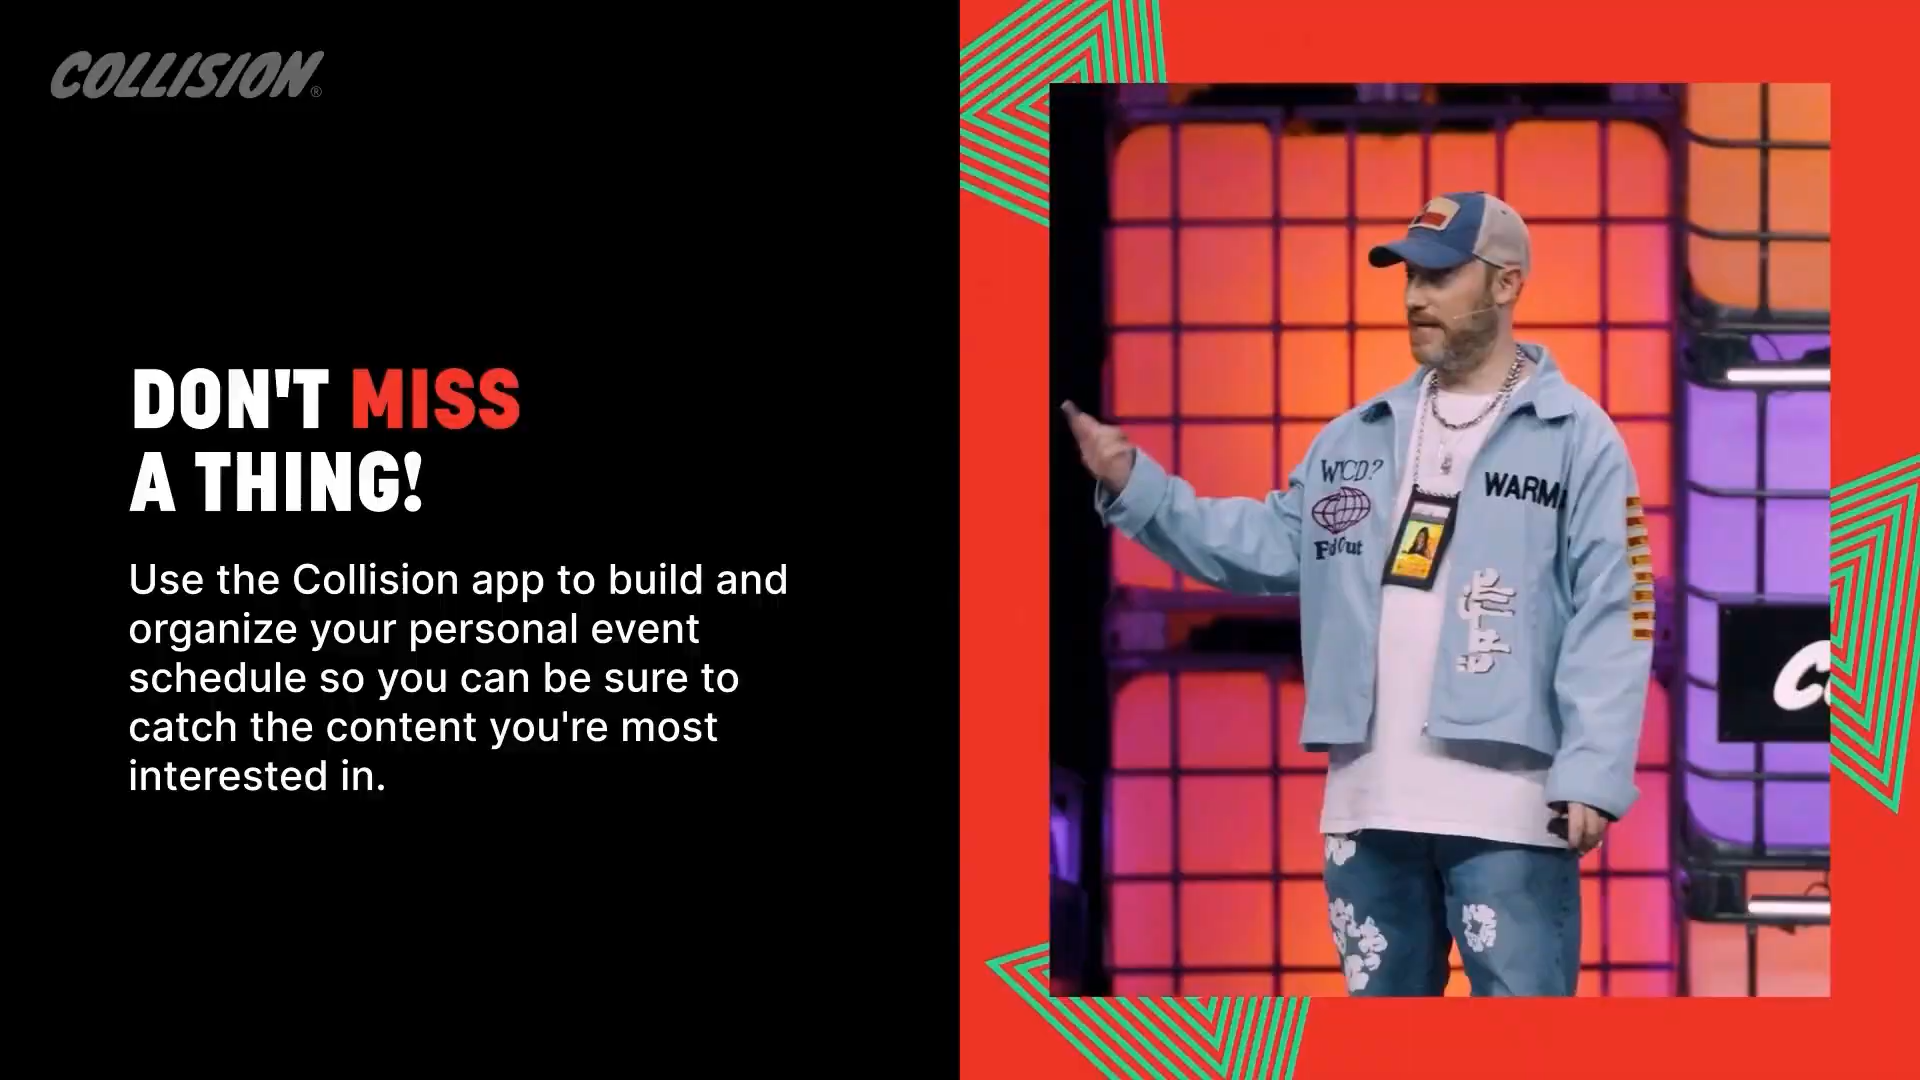 COLLISION®
DON'T MISS
A THING!
Use the Collision app to build and
organize your personal event
schedule so you can be sure to
catch the content you're most
interested in.
WARM